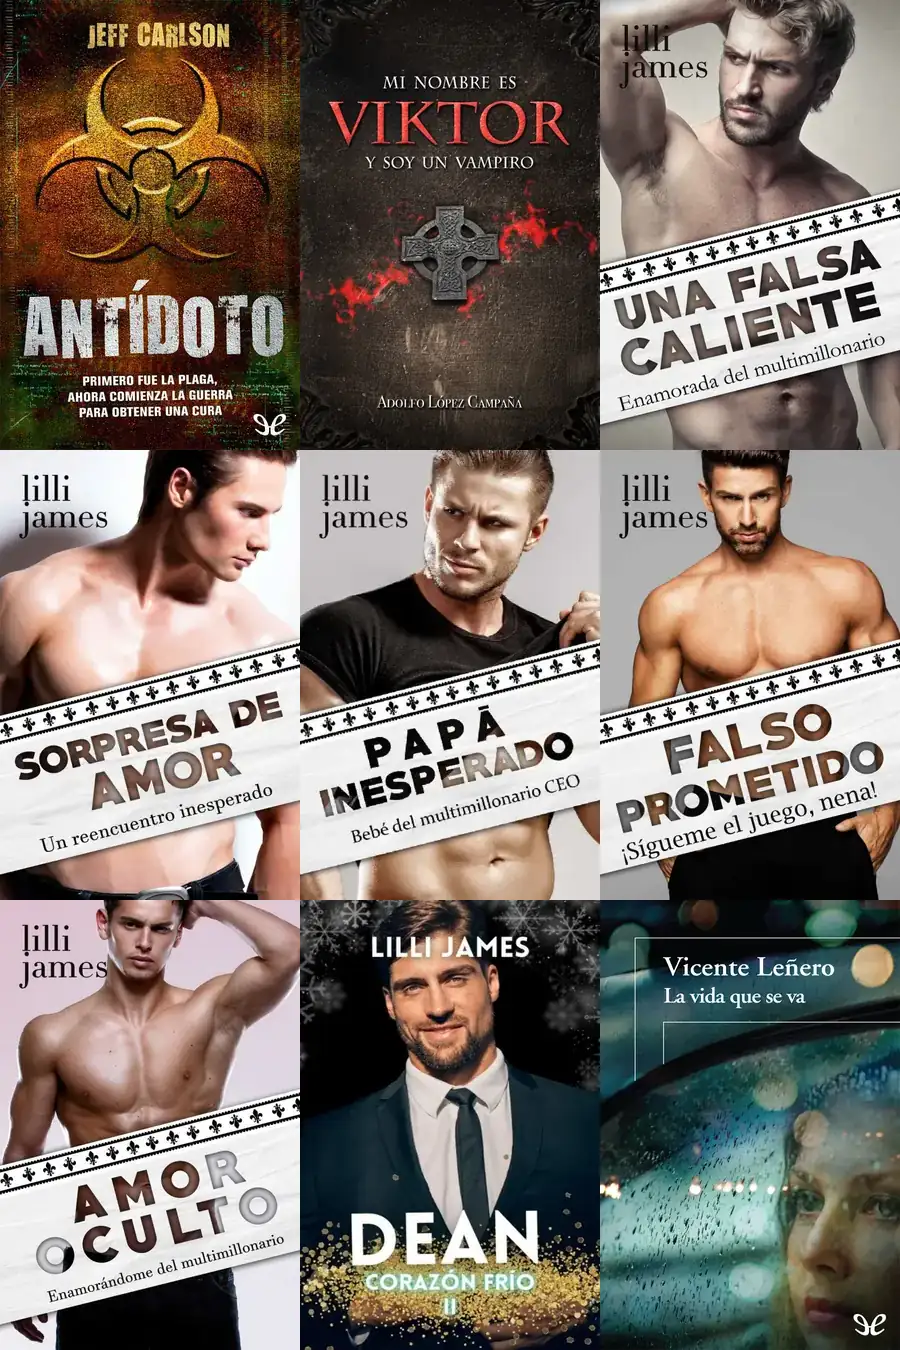 JEFF CARLSON
ANTÍDOTO
PRIMERO FUE LA PLAGA,
AHORA COMIENZA LA GUERRA
PARA OBTENER UNA CURA
MI NOMBRE ES
VIKTOR
Y SOY UN VAMPIRO
ADOLFO LÓPEZ CAMPAÑA
lilli
james
UNA FALSA
CALIENTE
Enamorada del multimillonario
lilli
james
SORPRESA DE
AMOR
Un reencuentro inesperado
lilli
james
PAPÁ
INESPERADO
Bebé del multimillonario CEO
lilli
james
FALSO
PROMETIDO
¡Sígueme el juego, nena!
lilli
james
AMOR
OCULTO
Enamorándome del multimillonario
LILLI JAMES
DEAN
CORAZÓN FRÍO
II
Vicente Leñero
La vida que se va